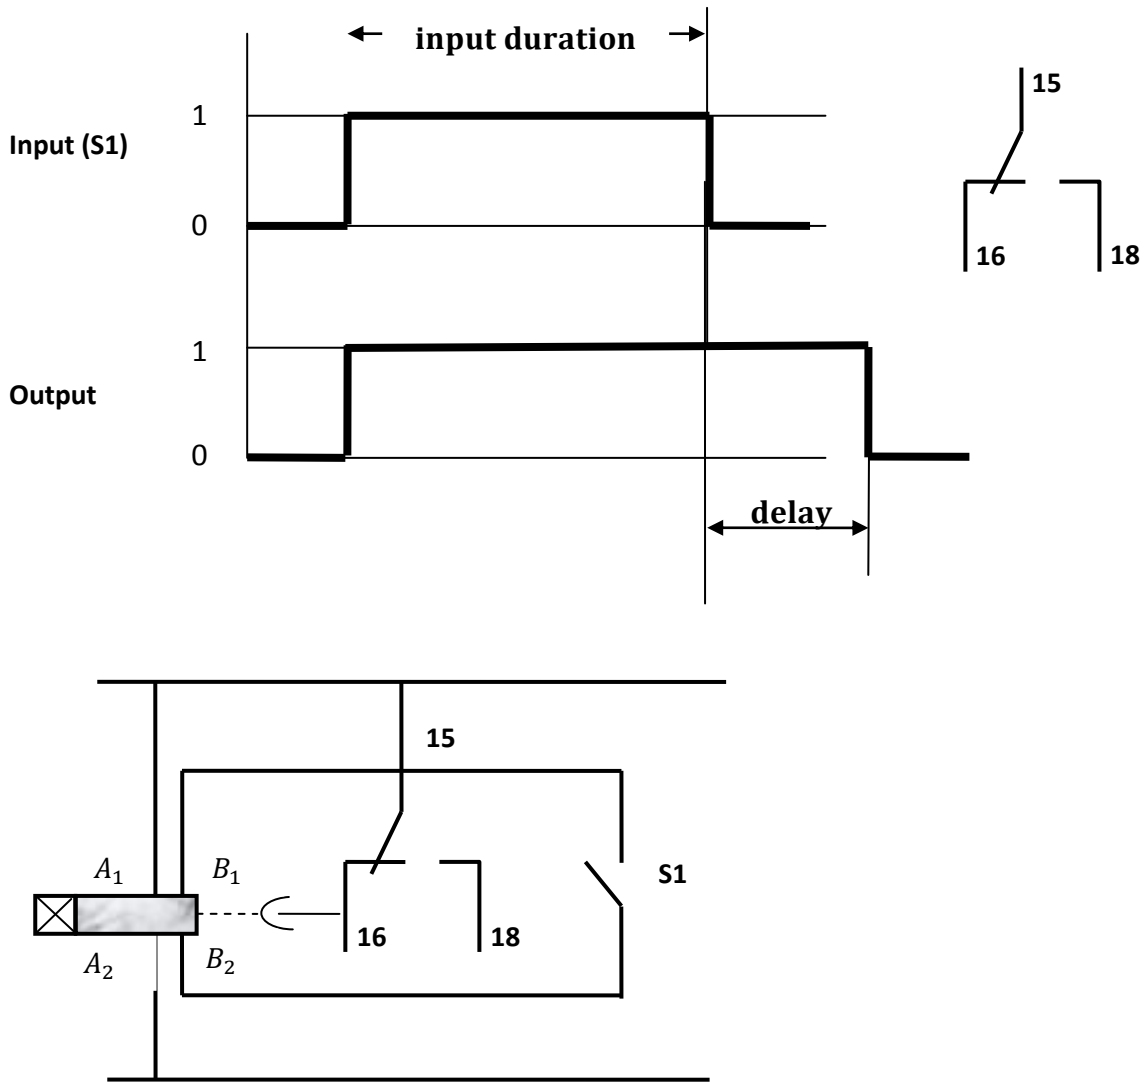 input duration
15
1
Input (S1)
0
16
18
1
Output
0
delay
15
A₁
B₁
S1
16
18
A₂
B₂